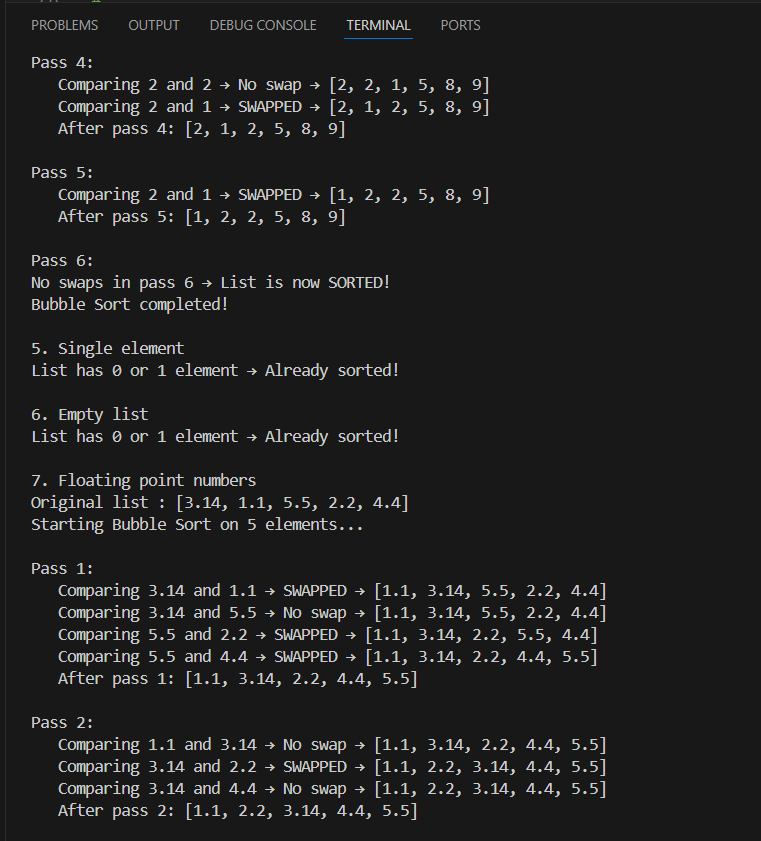 PROBLEMS OUTPUT DEBUG CONSOLE TERMINAL PORTS
Pass 4:
Comparing 2 and 2 → No swap → [2, 2, 1, 5, 8, 9]
Comparing 2 and 1 → SWAPPED → [2, 1, 2, 5, 8, 9]
After pass 4: [2, 1, 2, 5, 8, 9]
Pass 5:
Comparing 2 and 1 → SWAPPED → [1, 2, 2, 5, 8, 9]
After pass 5: [1, 2, 2, 5, 8, 9]
Pass 6:
No swaps in pass 6 → List is now SORTED!
Bubble Sort completed!
5. Single element
List has 0 or 1 element → Already sorted!
6. Empty list
List has 0 or 1 element → Already sorted!
7. Floating point numbers
Original list : [3.14, 1.1, 5.5, 2.2, 4.4]
Starting Bubble Sort on 5 elements...
Pass 1:
Comparing 3.14 and 1.1 → SWAPPED → [1.1, 3.14, 5.5, 2.2, 4.4]
Comparing 3.14 and 5.5 → No swap → [1.1, 3.14, 5.5, 2.2, 4.4]
Comparing 5.5 and 2.2 → SWAPPED → [1.1, 3.14, 2.2, 5.5, 4.4]
Comparing 5.5 and 4.4 → SWAPPED → [1.1, 3.14, 2.2, 4.4, 5.5]
After pass 1: [1.1, 3.14, 2.2, 4.4, 5.5]
Pass 2:
Comparing 1.1 and 3.14 → No swap → [1.1, 3.14, 2.2, 4.4, 5.5]
Comparing 3.14 and 2.2 → SWAPPED → [1.1, 2.2, 3.14, 4.4, 5.5]
Comparing 3.14 and 4.4 → No swap → [1.1, 2.2, 3.14, 4.4, 5.5]
After pass 2: [1.1, 2.2, 3.14, 4.4, 5.5]